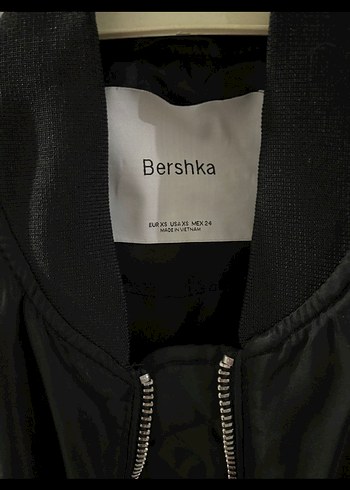 Bershka
EUR XS USA XS MEX 24
MADE IN VIETNAM